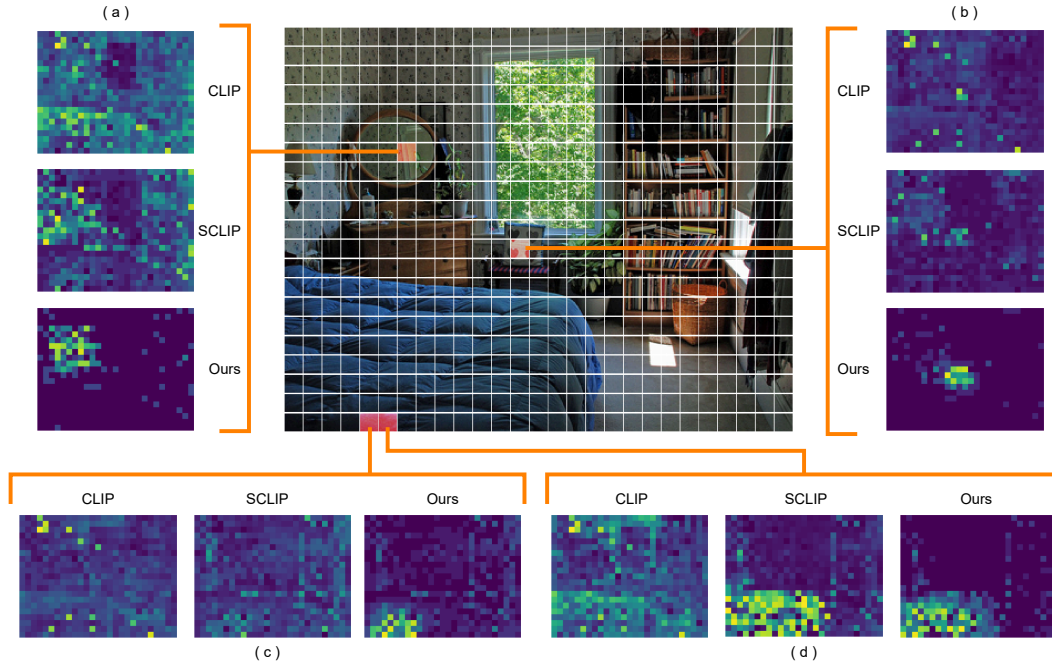 ( a )
( b )
CLIP
CLIP
SCLIP
SCLIP
Ours
Ours
CLIP
SCLIP
Ours
CLIP
SCLIP
Ours
( c )
( d )